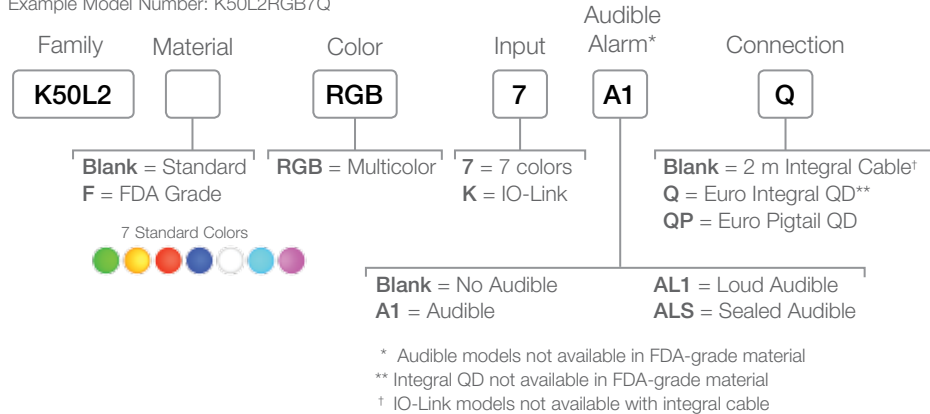 Example Model Number: K50L2RGB7Q
Family
Material
Color
Input
Audible
Alarm*
Connection
K50L2
RGB
7
A1
Q
Blank = Standard
F = FDA Grade
RGB = Multicolor
7 = 7 colors
K = IO-Link
Blank = 2 m Integral Cable†
Q = Euro Integral QD**
QP = Euro Pigtail QD
7 Standard Colors
Blank = No Audible
A1 = Audible
AL1 = Loud Audible
ALS = Sealed Audible
* Audible models not available in FDA-grade material
** Integral QD not available in FDA-grade material
† IO-Link models not available with integral cable